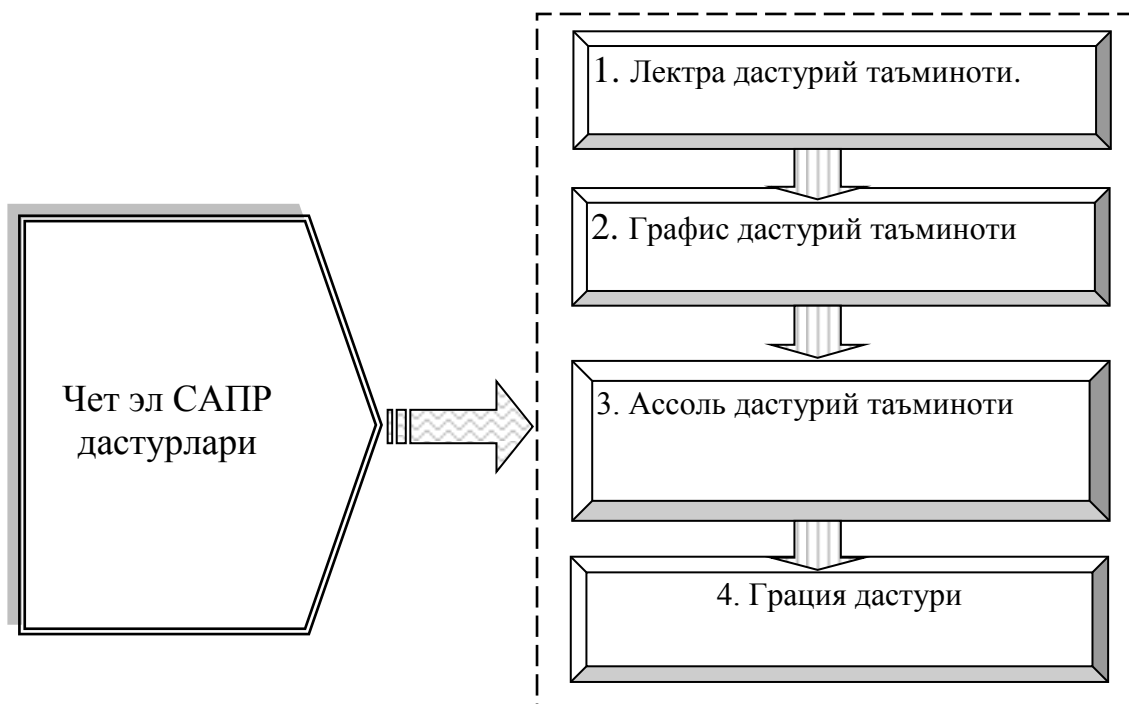 Чет эл САПР
дастурлари
1. Лектра дастурий таъминоти.
2. Графис дастурий таъминоти
3. Ассоль дастурий таъминоти
4. Грация дастури